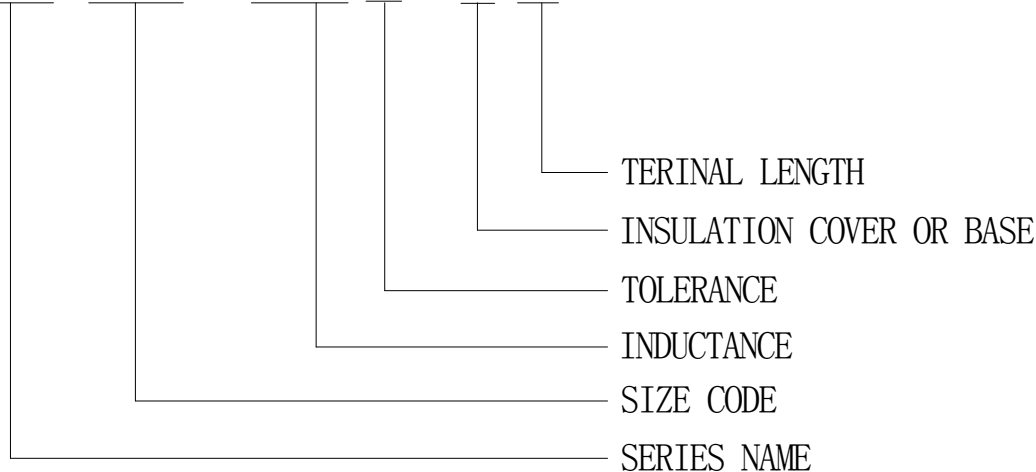 TERINAL LENGTH
INSULATION COVER OR BASE
TOLERANCE
INDUCTANCE
SIZE CODE
SERIES NAME